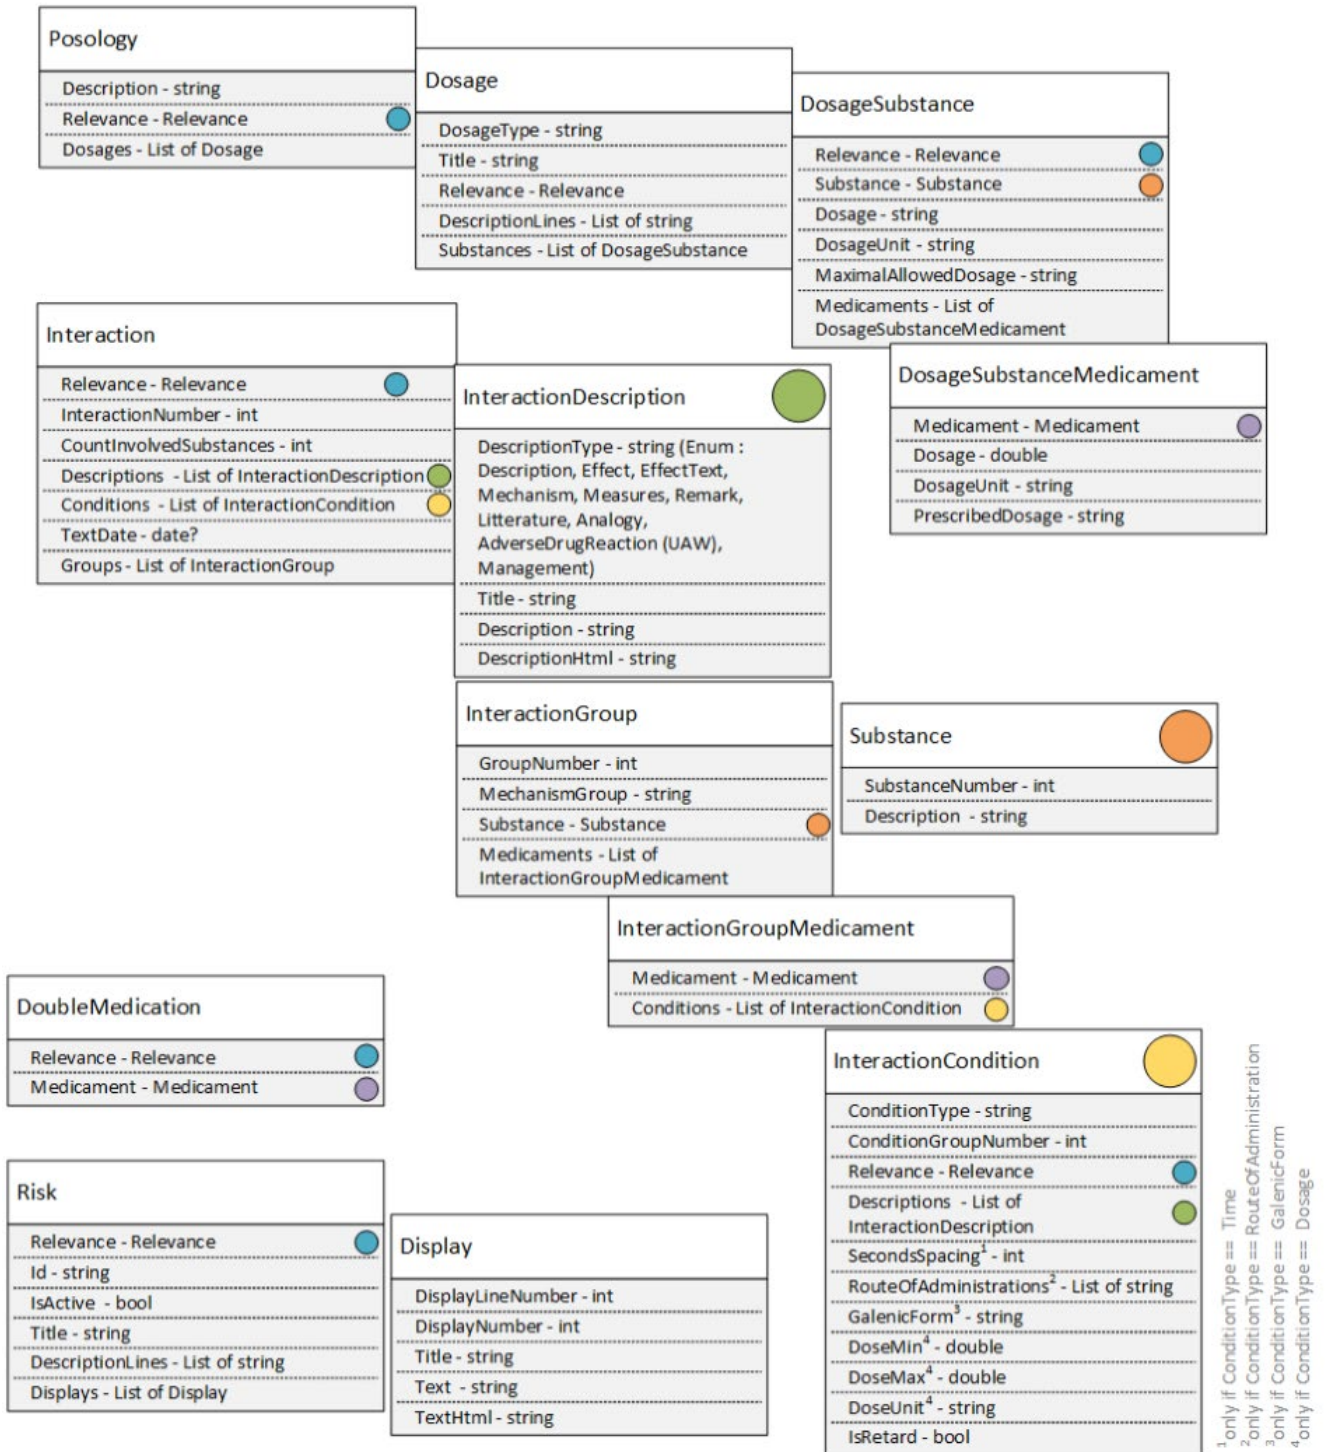 Posology
Description - string
Relevance - Relevance
Dosages - List of Dosage
Dosage
DosageType - string
Title - string
Relevance - Relevance
DescriptionLines - List of string
Substances - List of DosageSubstance
DosageSubstance
Relevance - Relevance
Substance - Substance
Dosage - string
DosageUnit - string
MaximalAllowedDosage - string
Medicaments - List of
DosageSubstanceMedicament
DosageSubstanceMedicament
Medicament - Medicament
Dosage - double
DosageUnit - string
PrescribedDosage - string
Interaction
Relevance - Relevance
InteractionNumber - int
CountInvolvedSubstances - int
Descriptions - List of InteractionDescription
Conditions - List of InteractionCondition
TextDate - date?
Groups - List of InteractionGroup
InteractionDescription
DescriptionType - string (Enum :
Description, Effect, EffectText,
Mechanism, Measures, Remark,
Litterature, Analogy,
AdverseDrugReaction (UAW),
Management)
Title - string
Description - string
DescriptionHtml - string
InteractionGroup
GroupNumber - int
MechanismGroup - string
Substance - Substance
Medicaments - List of
InteractionGroupMedicament
Substance
SubstanceNumber - int
Description - string
InteractionGroupMedicament
Medicament - Medicament
Conditions - List of InteractionCondition
DoubleMedication
Relevance - Relevance
Medicament - Medicament
InteractionCondition
ConditionType - string
ConditionGroupNumber - int
Relevance - Relevance
Descriptions - List of
InteractionDescription
SecondsSpacing¹ - int
RouteOfAdministrations² - List of string
GalenicForm³ - string
DoseMin⁴ - double
DoseMax⁴ - double
DoseUnit⁴ - string
IsRetard - bool
Risk
Relevance - Relevance
Id - string
IsActive - bool
Title - string
DescriptionLines - List of string
Displays - List of Display
Display
DisplayLineNumber - int
DisplayNumber - int
Title - string
Text - string
TextHtml - string
¹ only if ConditionType == Time
² only if ConditionType == RouteOfAdministration
³ only if ConditionType == GalenicForm
⁴ only if ConditionType == Dosage